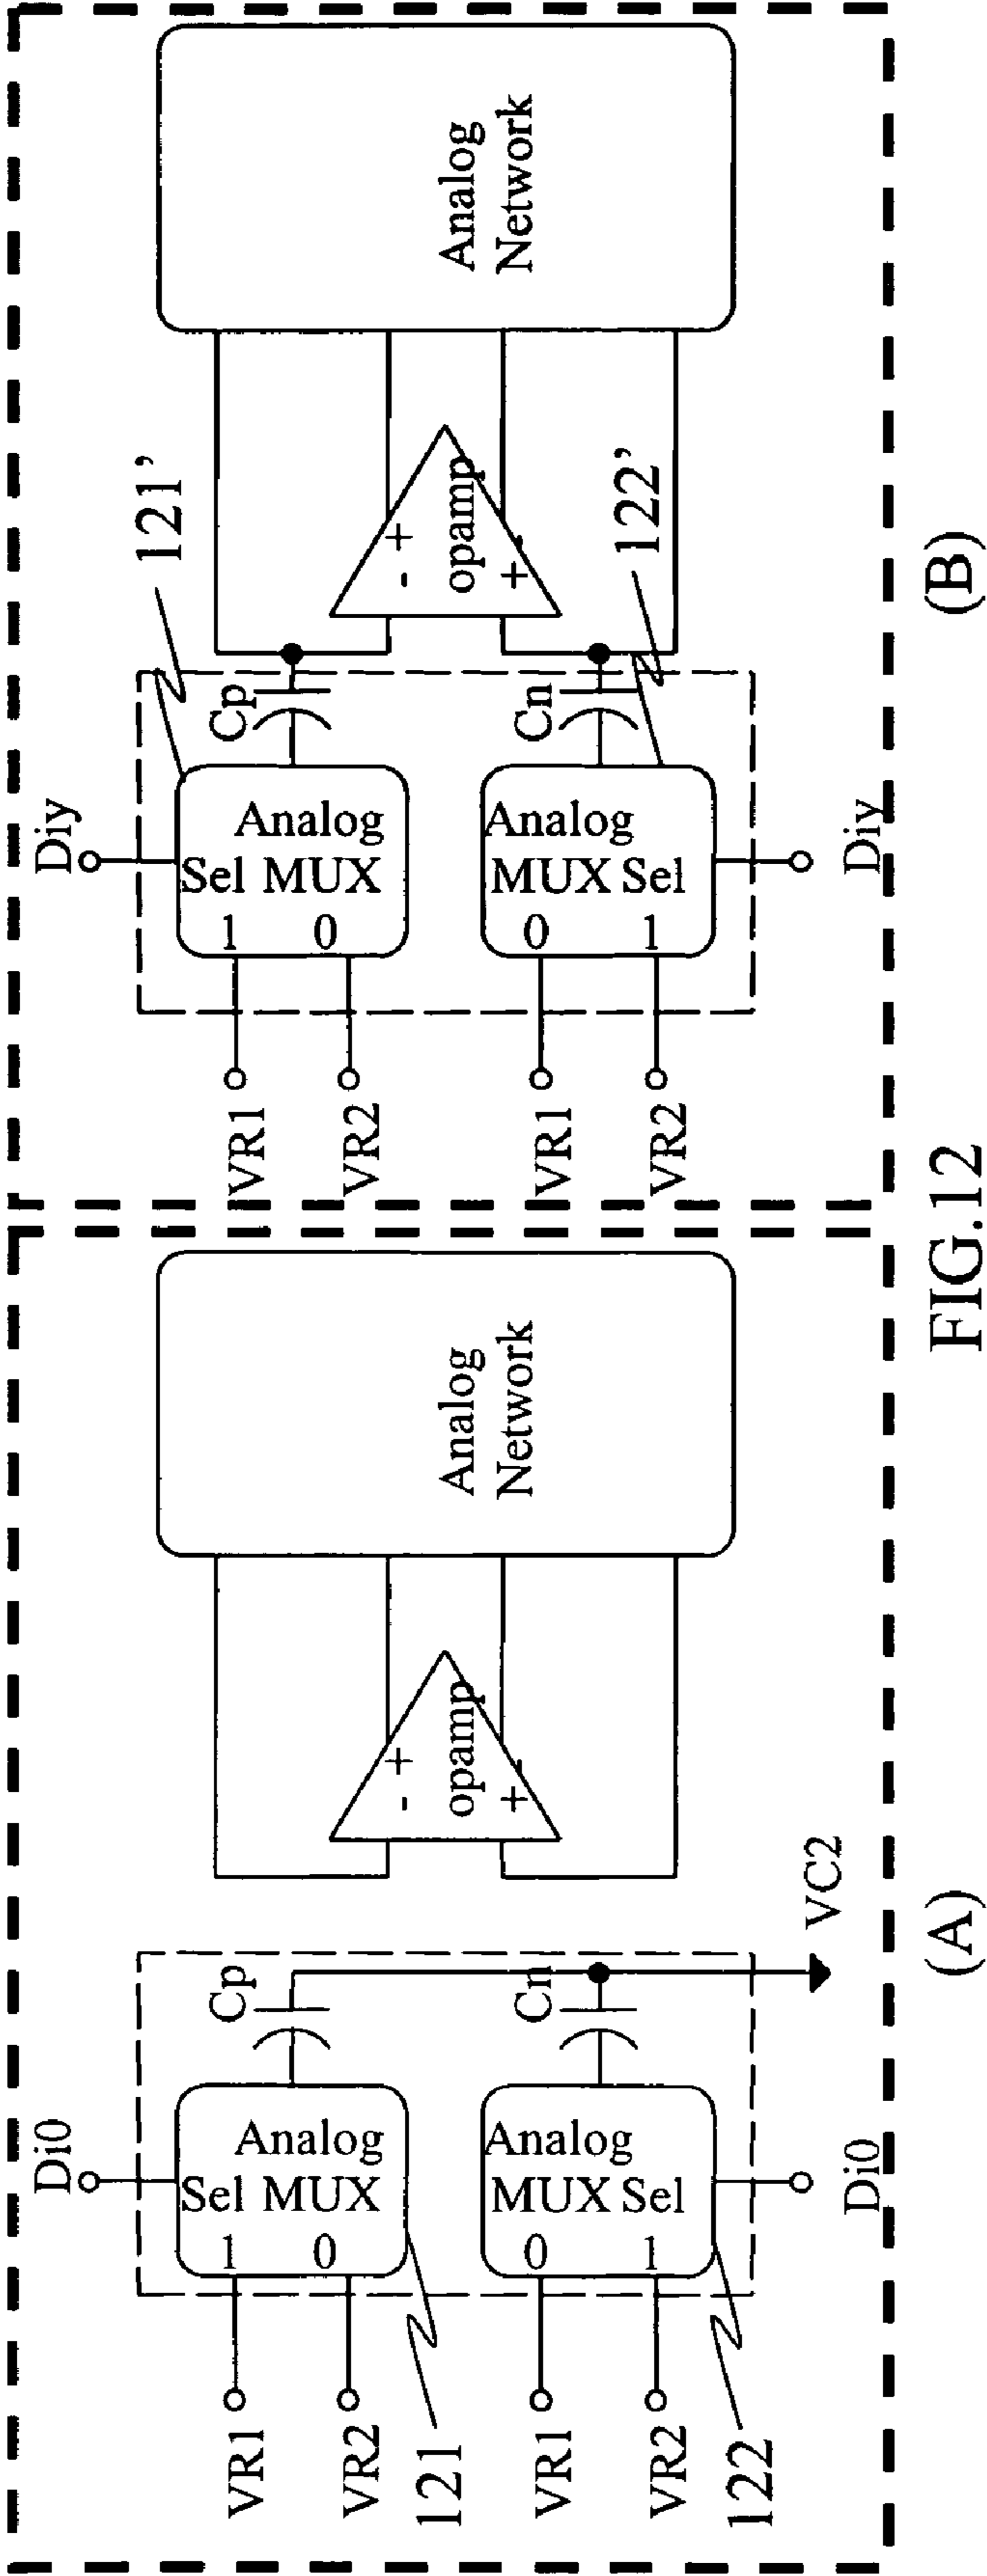 Di0
VR1
VR2
Sel
Analog
MUX
1
0
Cp
121
VR1
VR2
Analog
MUX
Sel
0
1
Cn
122
Di0
VC2
-
+
opamp
+
-
Analog
Network
(A)
Diy
VR1
VR2
Sel
Analog
MUX
1
0
Cp
121’
VR1
VR2
Analog
MUX
Sel
0
1
Cn
122’
Diy
-
+
opamp
+
-
Analog
Network
(B)
FIG.12